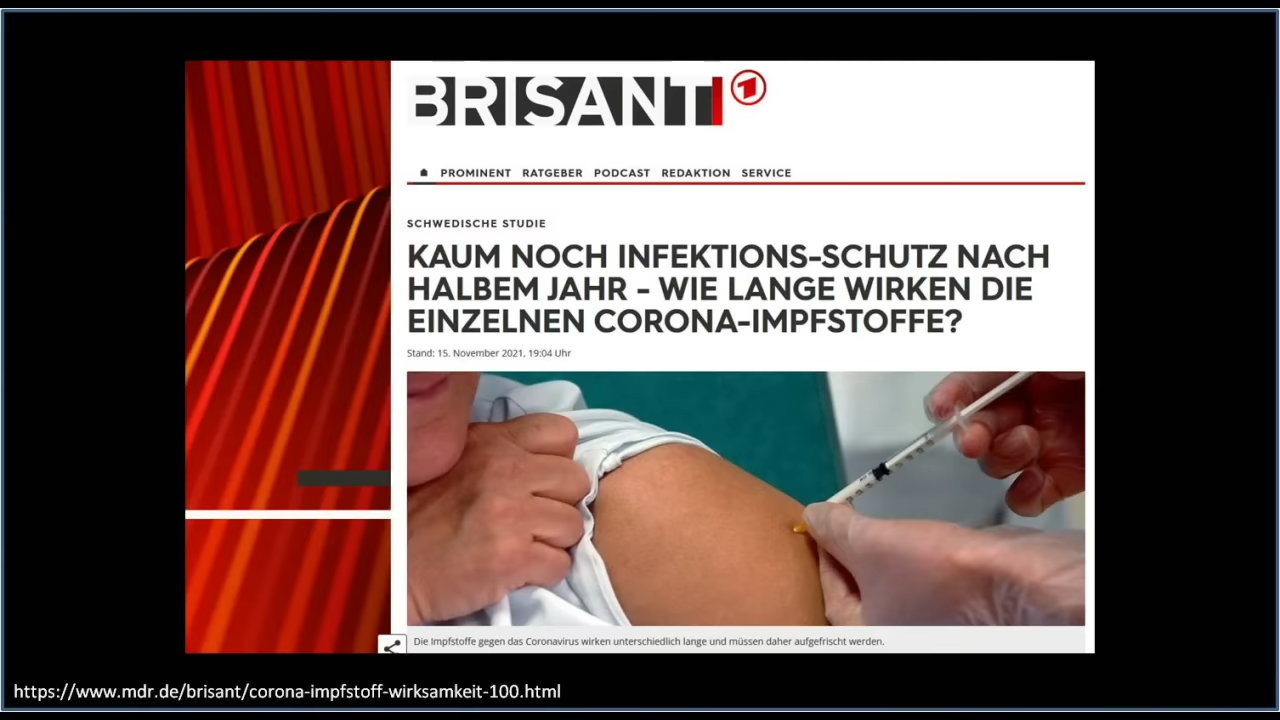 BRISANT
1
PROMINENT RATGEBER PODCAST REDAKTION SERVICE
SCHWEDISCHE STUDIE
KAUM NOCH INFEKTIONS-SCHUTZ NACH
HALBEM JAHR - WIE LANGE WIRKEN DIE
EINZELNEN CORONA-IMPFSTOFFE?
Stand: 15. November 2021, 19:04 Uhr
Die Impfstoffe gegen das Coronavirus wirken unterschiedlich lange und müssen daher aufgefrischt werden.
https://www.mdr.de/brisant/corona-impfstoff-wirksamkeit-100.html